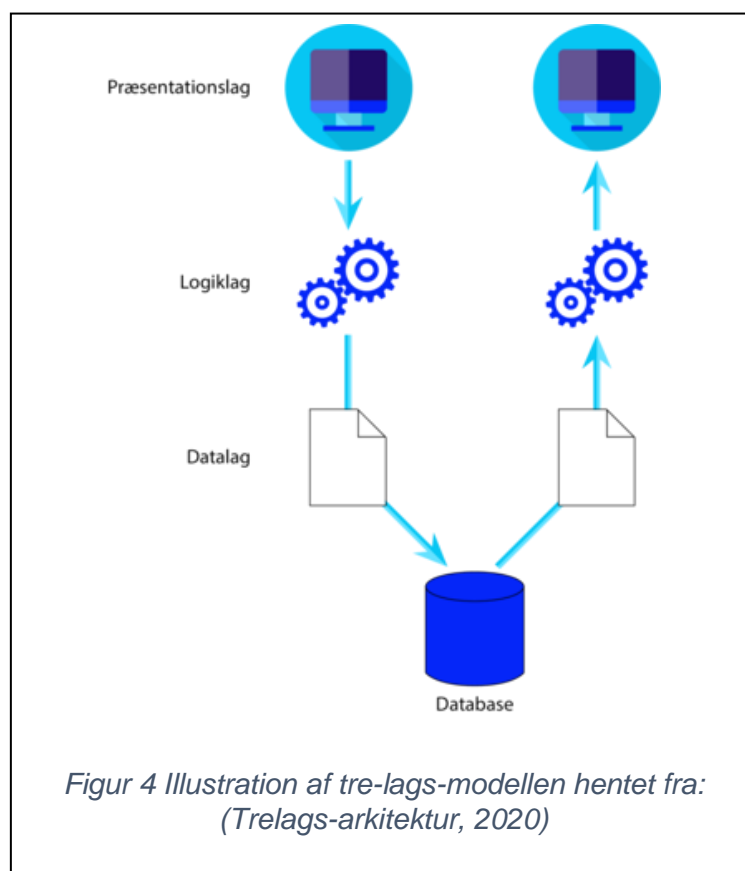 Præsentationslag
Logiklag
Datalag
Database
Figur 4 Illustration af tre-lags-modellen hentet fra:
(Trelags-arkitektur, 2020)